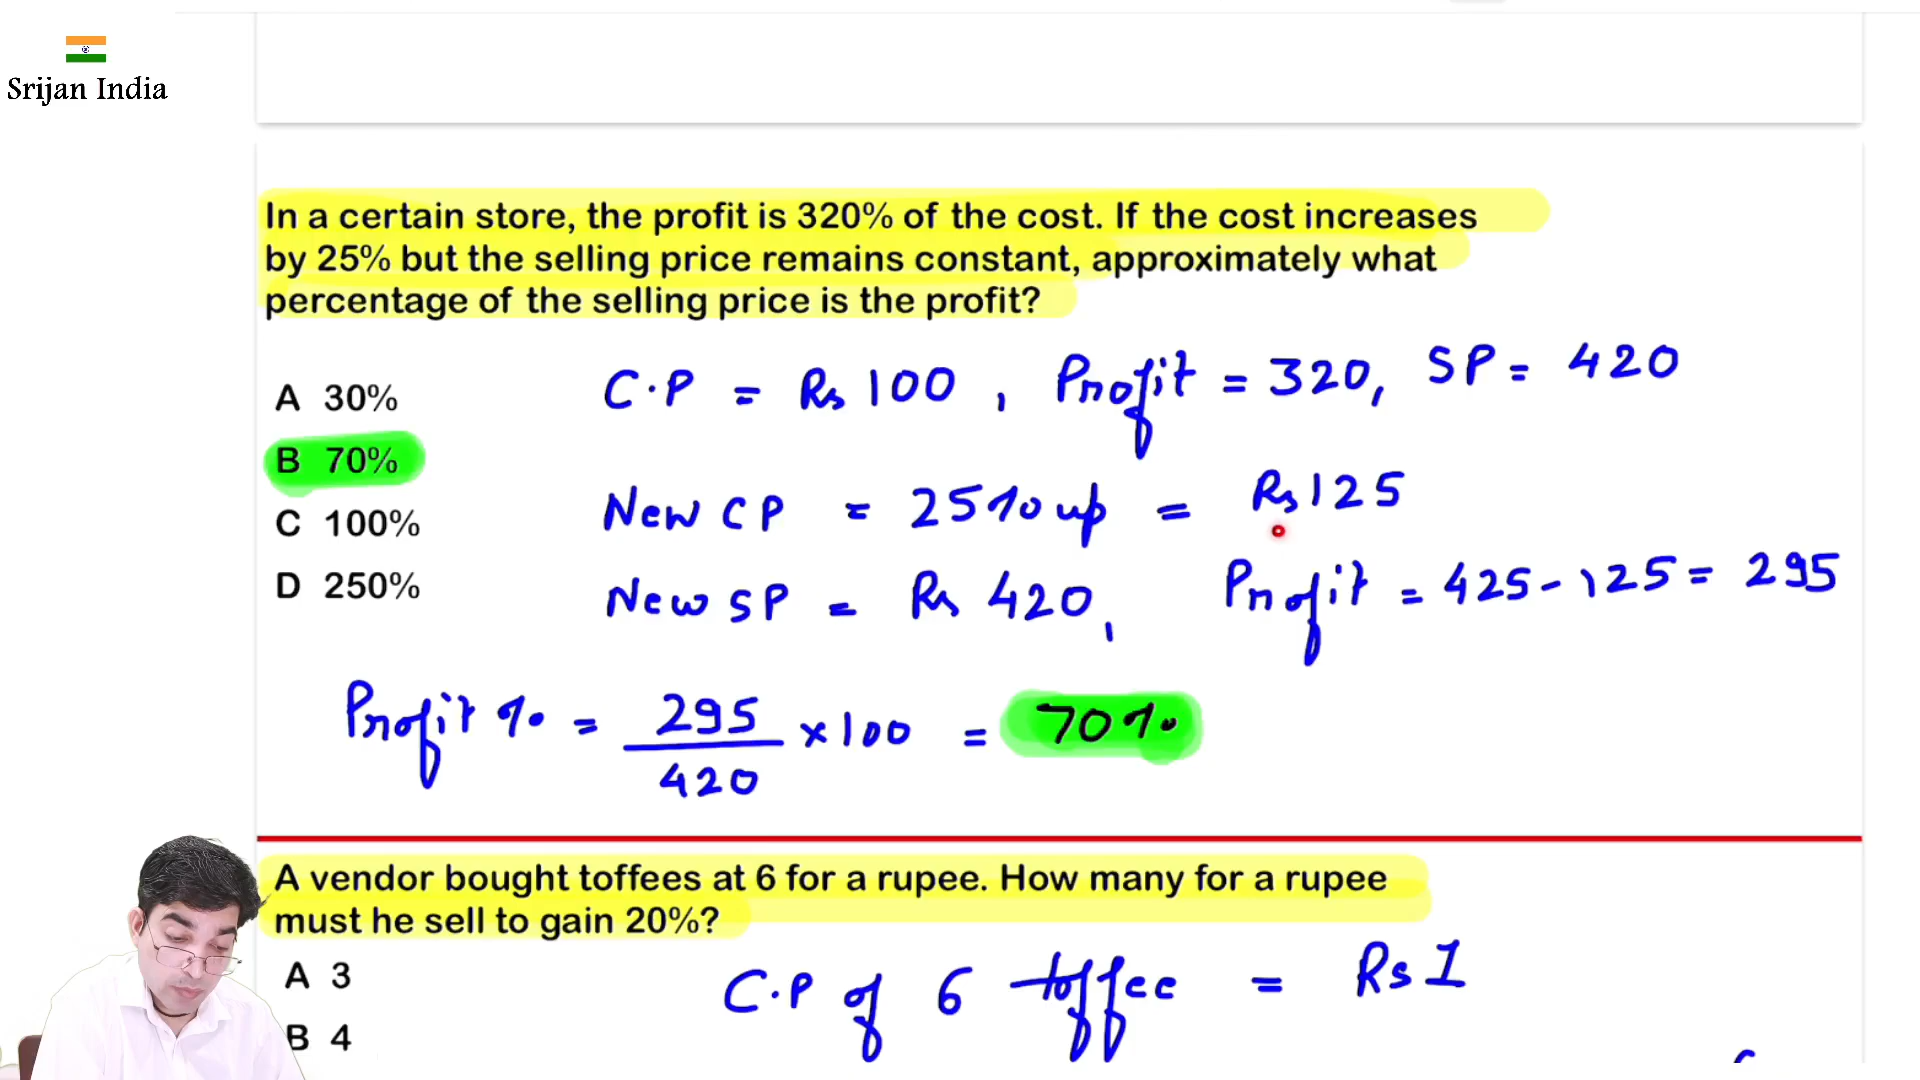 Srijan India
In a certain store, the profit is 320% of the cost. If the cost increases
by 25% but the selling price remains constant, approximately what
percentage of the selling price is the profit?
A 30%
B 70%
C 100%
D 250%
C.P = Rs 100, Profit = 320, SP = 420
New CP = 25% up = Rs 125
New SP = Rs 420, Profit = 425 - 125 = 295
Profit % = 295/420 × 100 = 70%
A vendor bought toffees at 6 for a rupee. How many for a rupee
must he sell to gain 20%?
A 3
B 4
C.P of 6 toffee = Rs 1